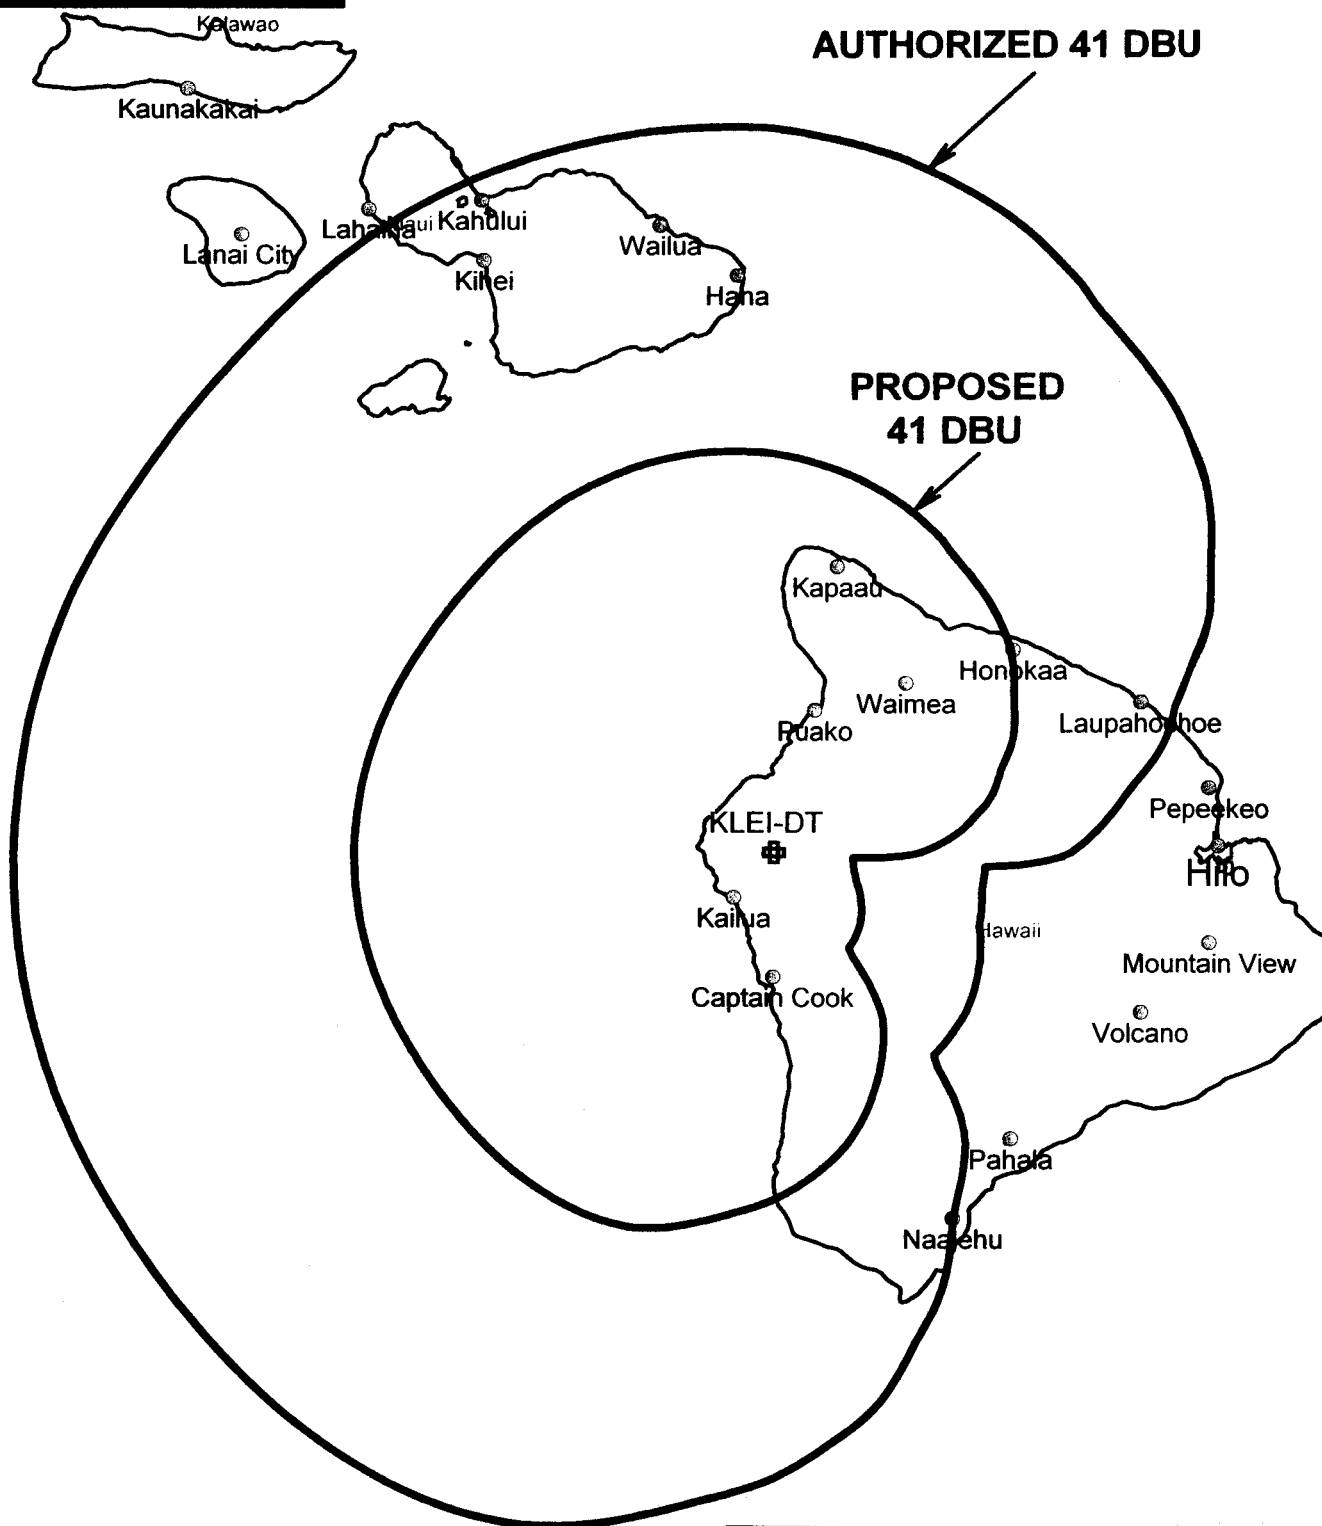 Kalawao
AUTHORIZED 41 DBU
Kaunakakai
Lahaina
Maui
Kahului
Wailua
Lanai City
Kihei
Hana
PROPOSED
41 DBU
Kapaau
Honokaa
Waimea
Laupahoehoe
Puako
Pepeekeo
KLEI-DT
Hilo
Kailua
Hawaii
Mountain View
Captain Cook
Volcano
Pahala
Naalehu